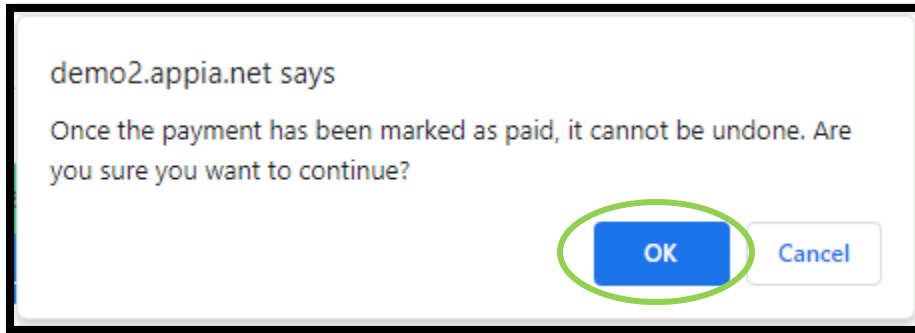 demo2.appia.net says
Once the payment has been marked as paid, it cannot be undone. Are
you sure you want to continue?
OK
Cancel